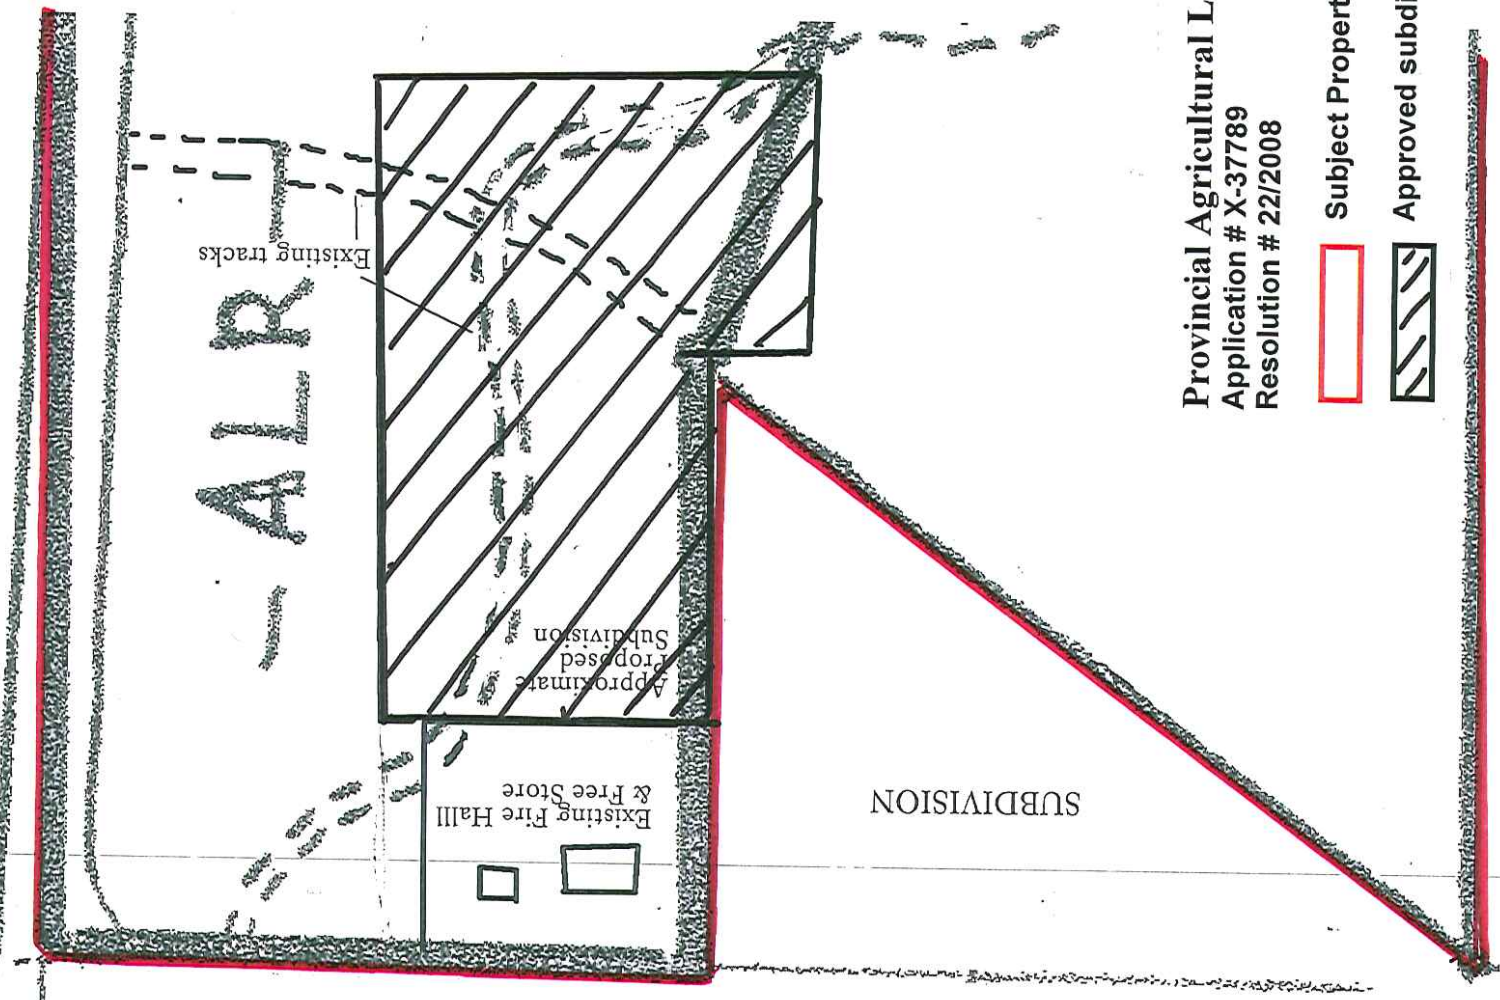 ALR
Existing tracks
Approximate
Proposed
Subdivision
Existing Fire Halll
& Free Store
SUBDIVISION
Provincial Agricultural L
Application # X-37789
Resolution # 22/2008
Subject Propert
Approved subdi